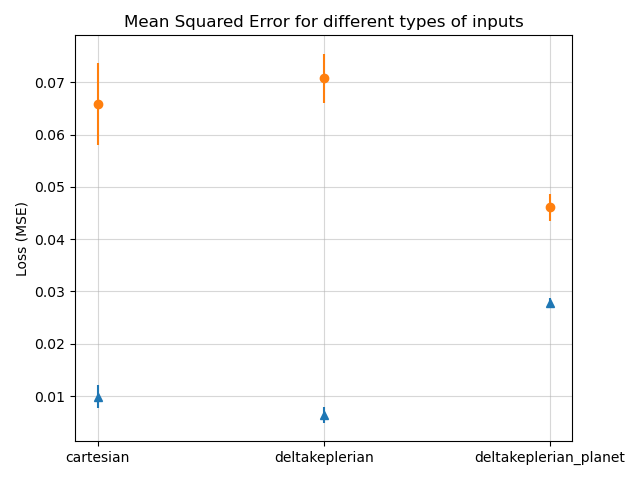 Mean Squared Error for different types of inputs
Loss (MSE)
0.07
0.06
0.05
0.04
0.03
0.02
0.01
cartesian
deltakeplerian
deltakeplerian_planet